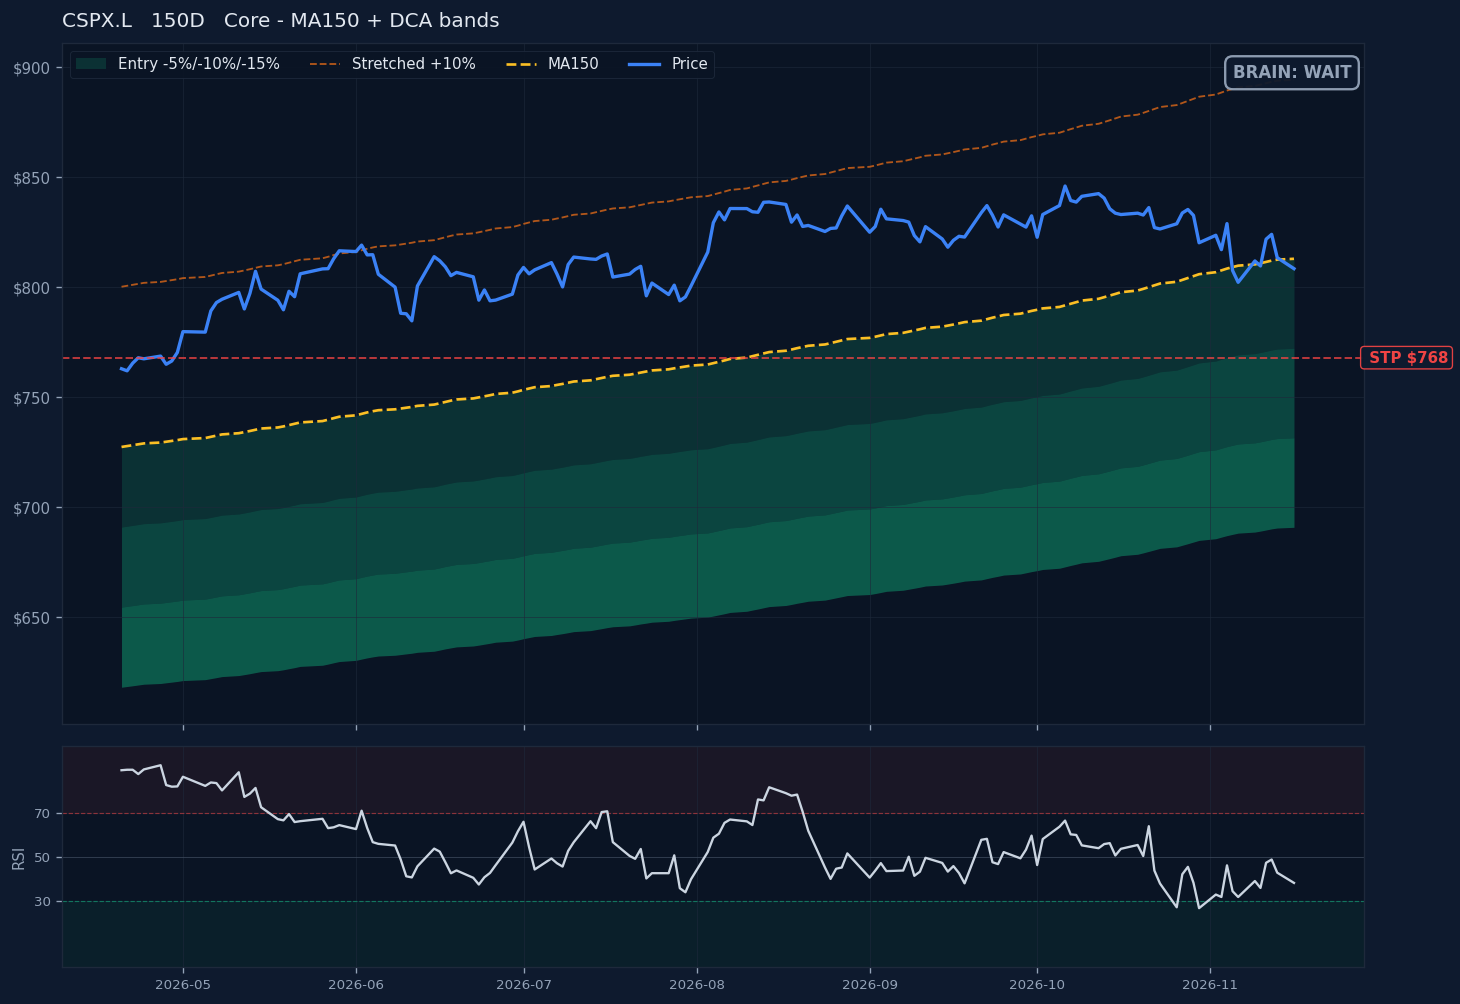 CSPX.L 150D Core - MA150 + DCA bands
Entry -5%/-10%/-15% Stretched +10% MA150 Price
BRAIN: WAIT
$900
$850
$800
$750
$700
$650
STP $768
RSI
70
50
30
2026-05 2026-06 2026-07 2026-08 2026-09 2026-10 2026-11